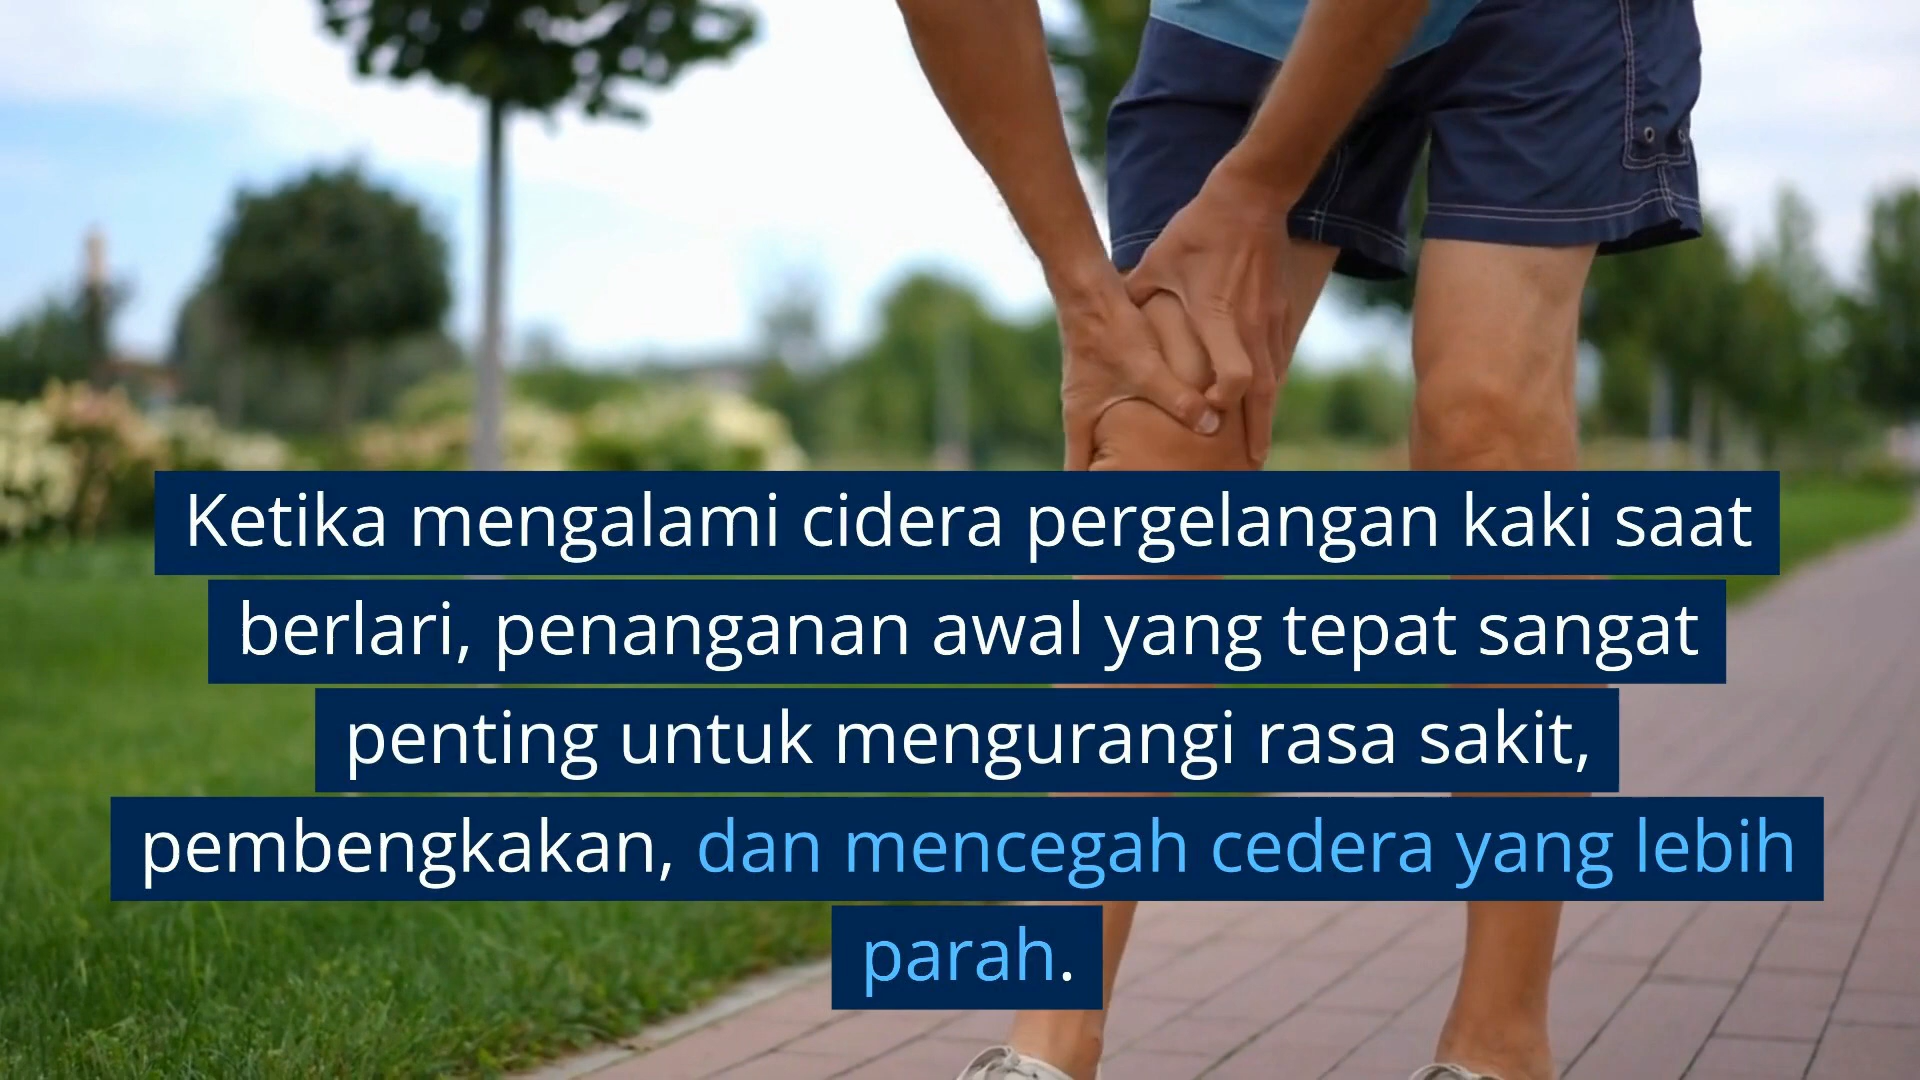 Ketika mengalami cidera pergelangan kaki saat
berlari, penanganan awal yang tepat sangat
penting untuk mengurangi rasa sakit,
pembengkakan, dan mencegah cedera yang lebih
parah.